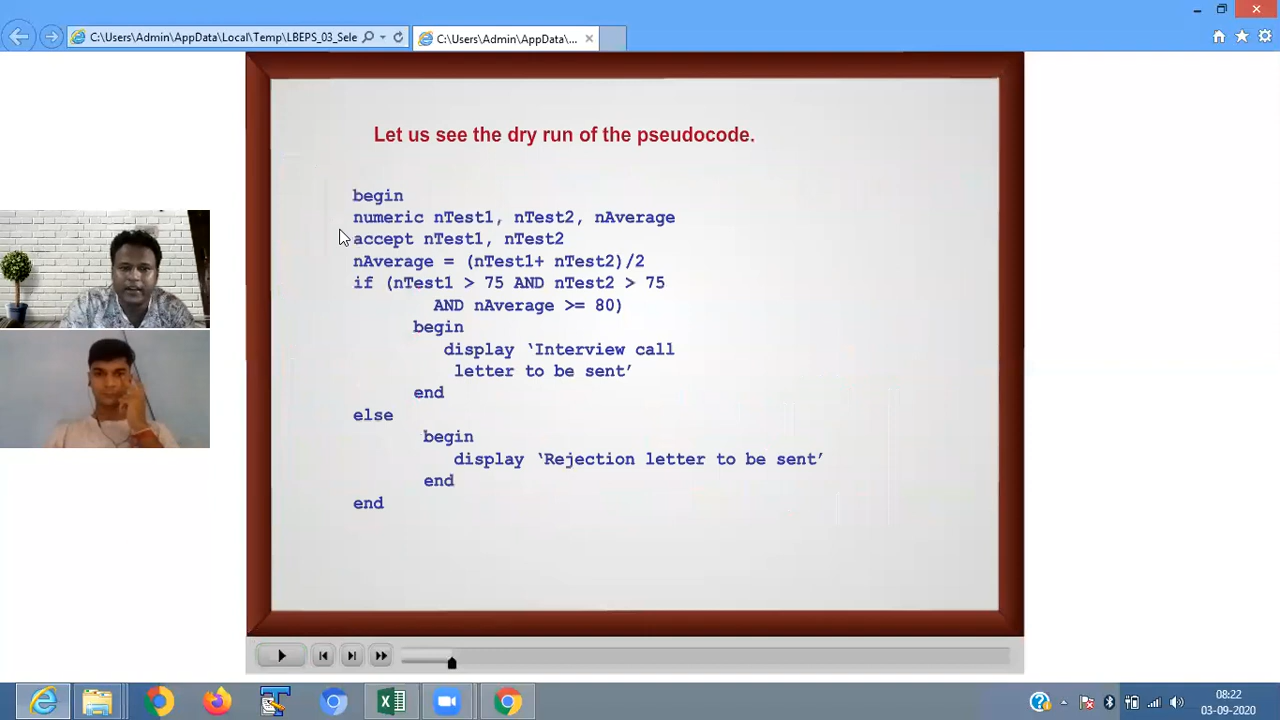 C:\Users\Admin\AppData\Local\Temp\LBEPS_03_Sele
C:\Users\Admin\AppData\...
Let us see the dry run of the pseudocode.
begin
numeric nTest1, nTest2, nAverage
accept nTest1, nTest2
nAverage = (nTest1+ nTest2)/2
if (nTest1 > 75 AND nTest2 > 75
AND nAverage >= 80)
begin
display ‘Interview call
letter to be sent’
end
else
begin
display ‘Rejection letter to be sent’
end
end
08:22
03-09-2020